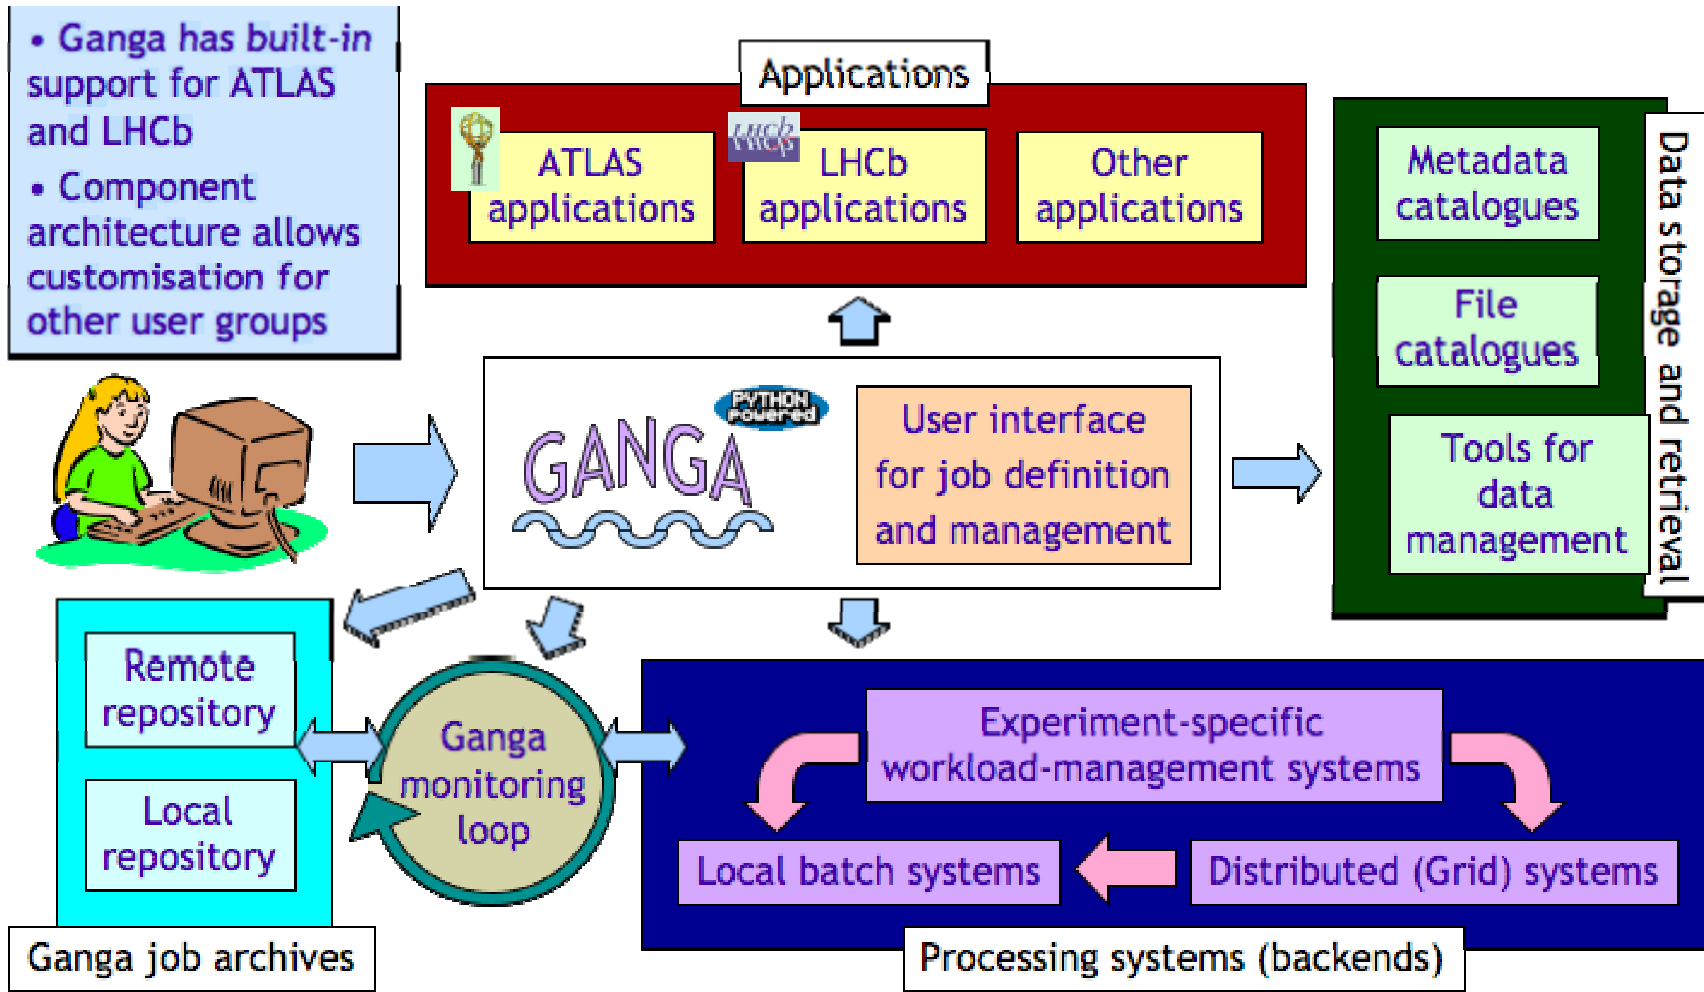 • Ganga has built-in
support for ATLAS
and LHCb
• Component
architecture allows
customisation for
other user groups
Applications
LHCb
ATLAS
applications
LHCb
applications
Other
applications
Metadata
catalogues
File
catalogues
Tools for
data
management
Data storage and retrieval
GANGA
PYTHON
Powered
User interface
for job definition
and management
Remote
repository
Local
repository
Ganga job archives
Ganga
monitoring
loop
Experiment-specific
workload-management systems
Local batch systems
Distributed (Grid) systems
Processing systems (backends)